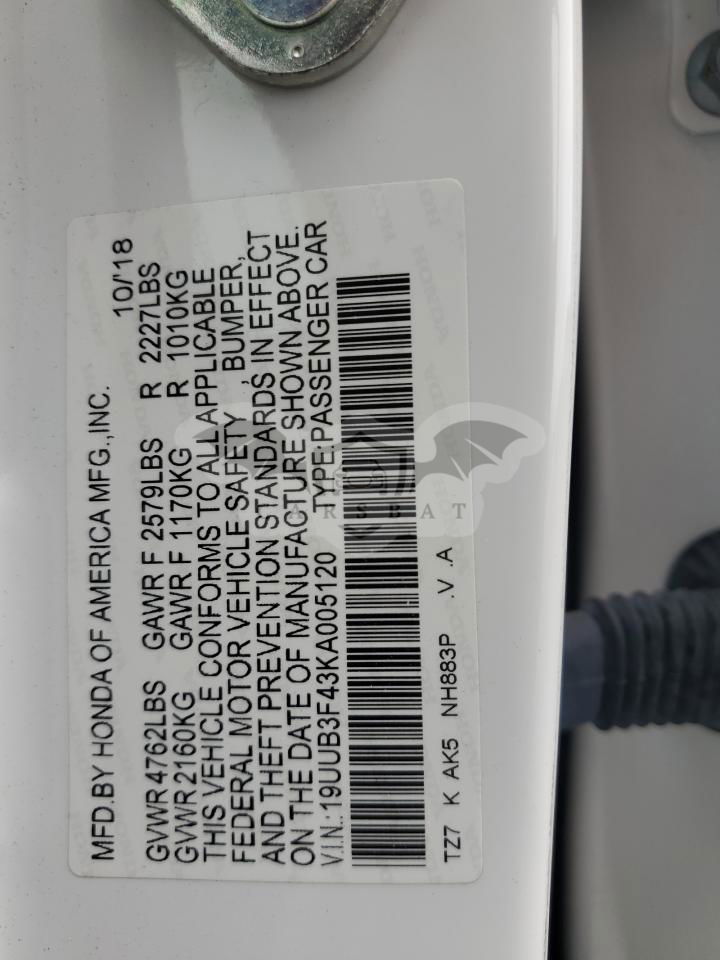 MFD.BY HONDA OF AMERICA MFG.,INC. 10/'18
GVWR 4762LBS GAWR F 2579LBS R 2227LBS
GVWR 2160KG GAWR F 1170KG R 1010KG
THIS VEHICLE CONFORMS TO ALL APPLICABLE
FEDERAL MOTOR VEHICLE SAFETY , BUMPER,
AND THEFT PREVENTION STANDARDS IN EFFECT
ON THE DATE OF MANUFACTURE SHOWN ABOVE.
V.I.N.:19UUB3F43KA005120 TYPE:PASSENGER CAR
TZ7 K AK5 NH883P .V .A